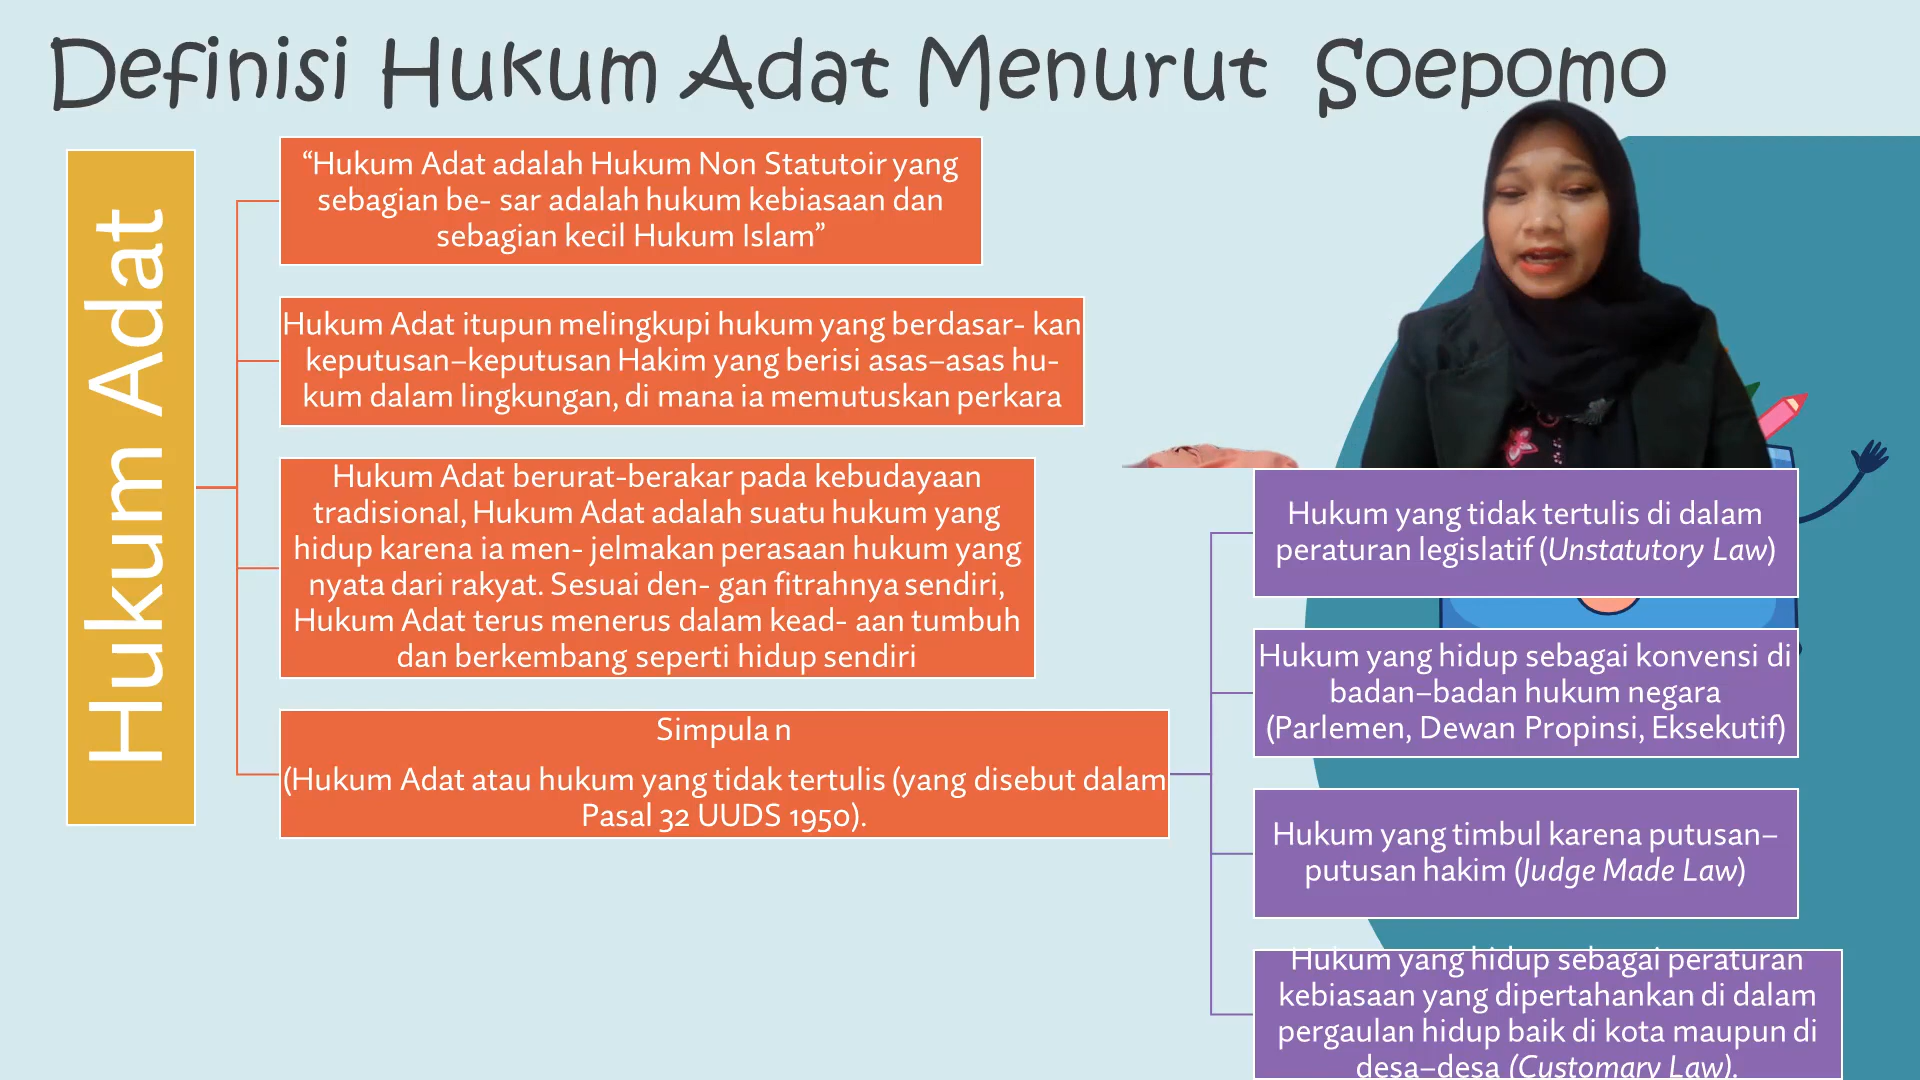 Definisi Hukum Adat Menurut Soepomo
Hukum Adat
“Hukum Adat adalah Hukum Non Statutoir yang
sebagian be- sar adalah hukum kebiasaan dan
sebagian kecil Hukum Islam”
Hukum Adat itupun melingkupi hukum yang berdasar- kan
keputusan–keputusan Hakim yang berisi asas–asas hu-
kum dalam lingkungan, di mana ia memutuskan perkara
Hukum Adat berurat-berakar pada kebudayaan
tradisional, Hukum Adat adalah suatu hukum yang
hidup karena ia men- jelmakan perasaan hukum yang
nyata dari rakyat. Sesuai den- gan fitrahnya sendiri,
Hukum Adat terus menerus dalam kead- aan tumbuh
dan berkembang seperti hidup sendiri
Simpula n
(Hukum Adat atau hukum yang tidak tertulis (yang disebut dalam
Pasal 32 UUDS 1950).
Hukum yang tidak tertulis di dalam
peraturan legislatif (Unstatutory Law)
Hukum yang hidup sebagai konvensi di
badan–badan hukum negara
(Parlemen, Dewan Propinsi, Eksekutif)
Hukum yang timbul karena putusan–
putusan hakim (Judge Made Law)
Hukum yang hidup sebagai peraturan
kebiasaan yang dipertahankan di dalam
pergaulan hidup baik di kota maupun di
desa–desa (Customary Law).